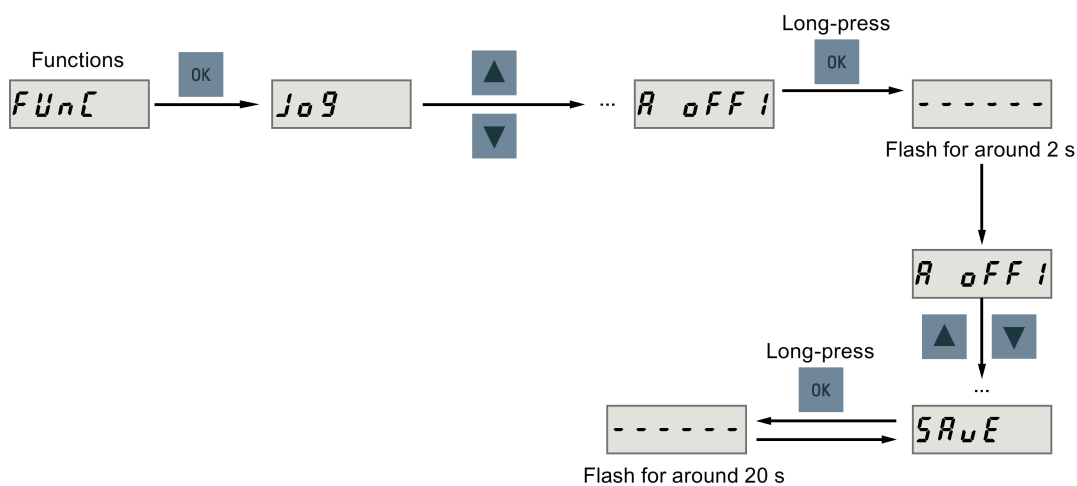 Functions
FUnC
OK
Jog
...
A oFF1
Long-press
OK
------
Flash for around 2 s
A oFF1
...
SAuE
Long-press
OK
------
Flash for around 20 s